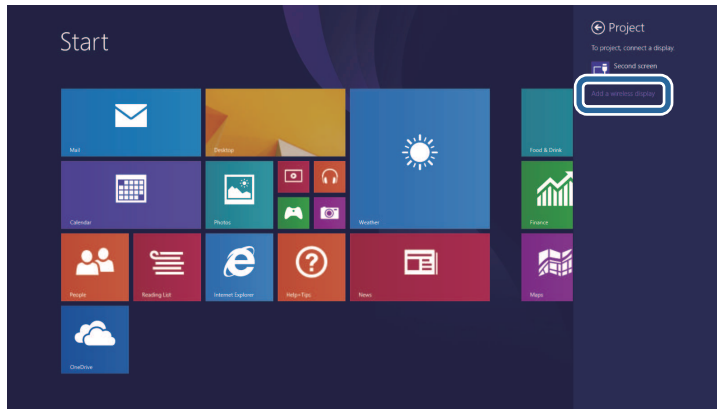 Start
Project
To project, connect a display.
Second screen
Add a wireless display
Mail
Desktop
Weather
Food & Drink
Calendar
Photos
Finance
People
Reading List
Internet Explorer
Help+Tips
News
Maps
OneDrive